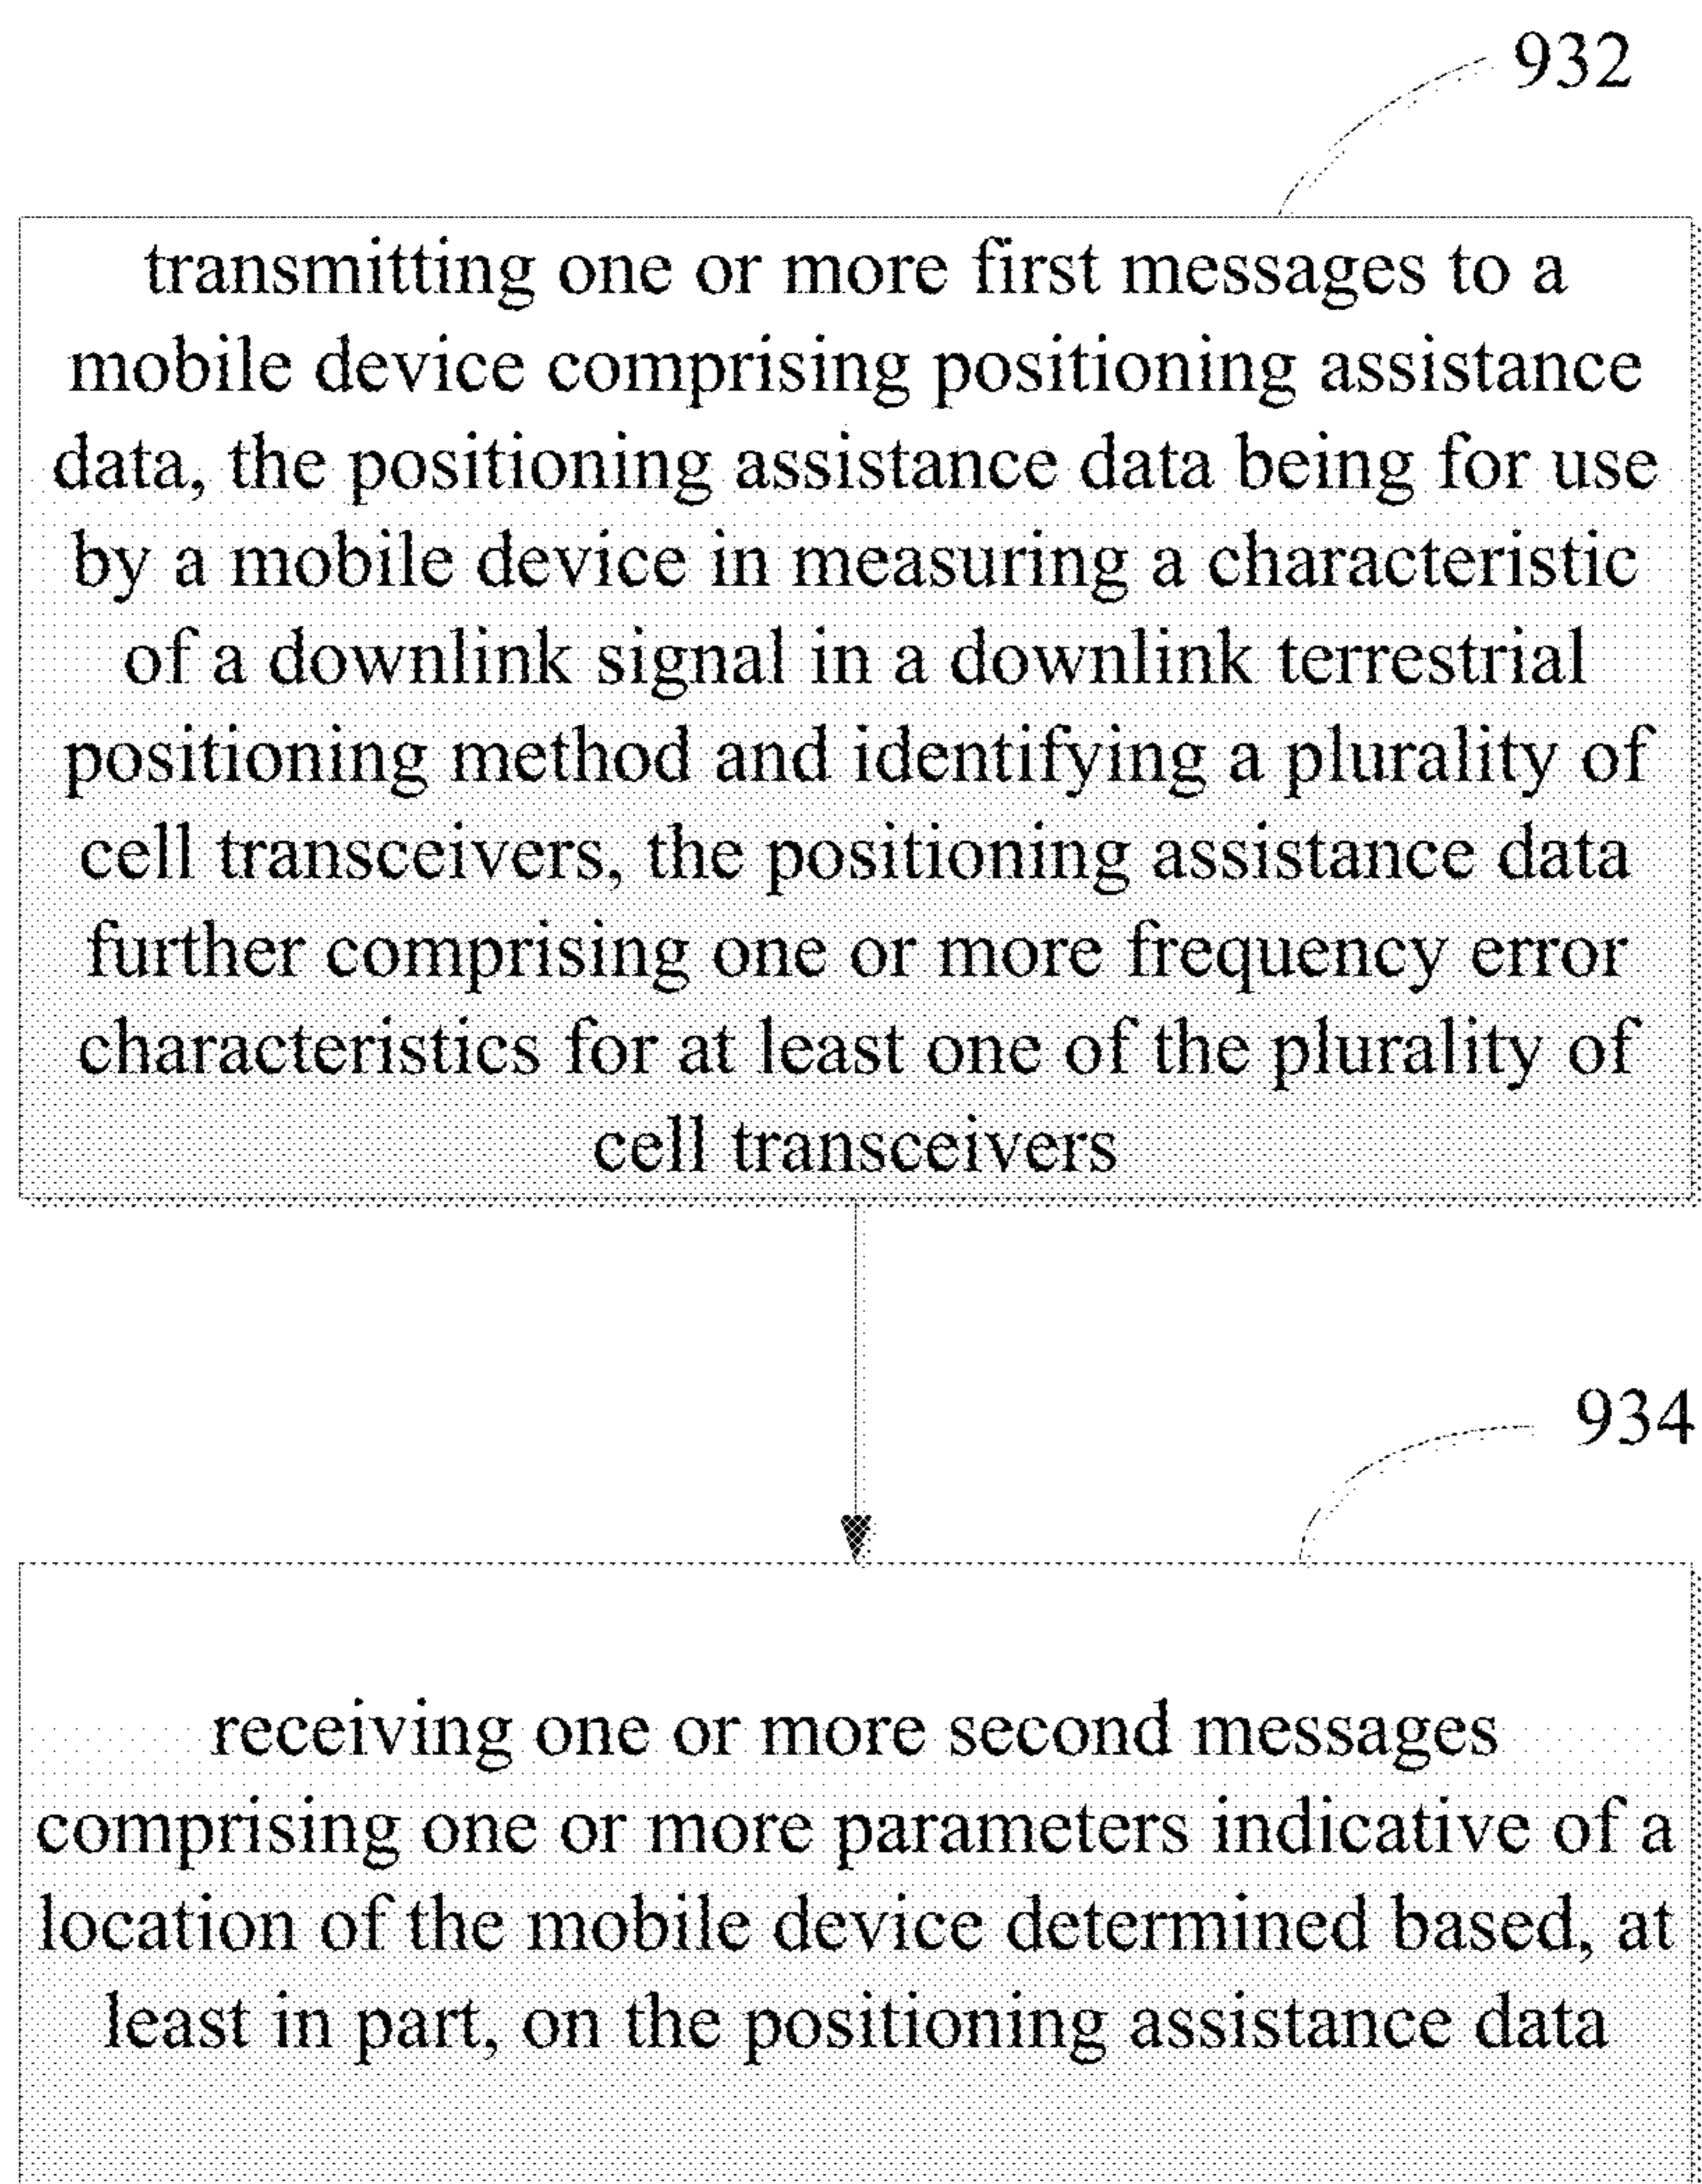 932
transmitting one or more first messages to a
mobile device comprising positioning assistance
data, the positioning assistance data being for use
by a mobile device in measuring a characteristic
of a downlink signal in a downlink terrestrial
positioning method and identifying a plurality of
cell transceivers, the positioning assistance data
further comprising one or more frequency error
characteristics for at least one of the plurality of
cell transceivers
934
receiving one or more second messages
comprising one or more parameters indicative of a
location of the mobile device determined based, at
least in part, on the positioning assistance data